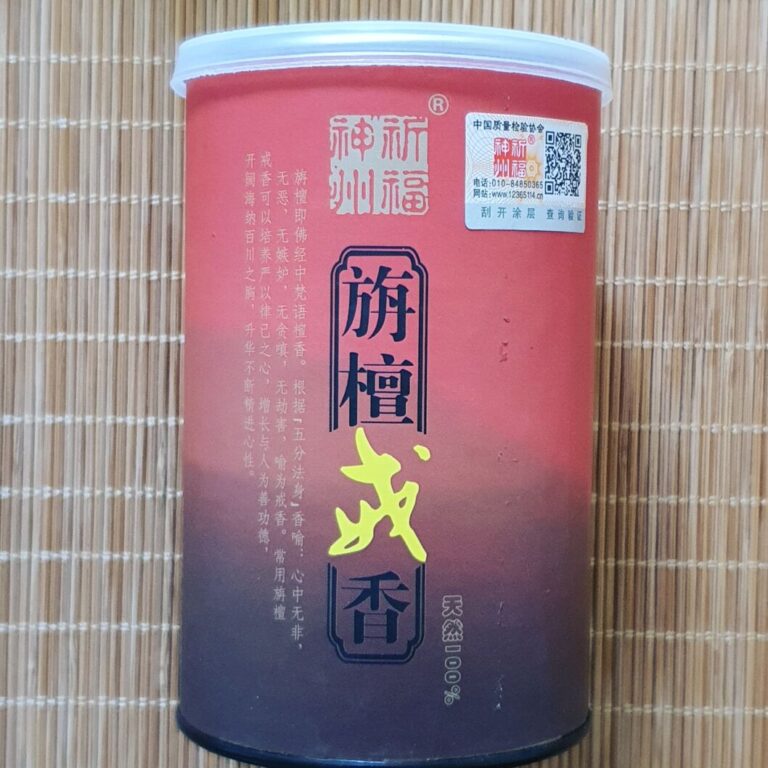 祈福神州
®
中国质量检验协会
祈福神州
®
电话:010-84850365
网站:www.12365114.cn
刮开涂层 查询验证
旃檀戒香
天然100%
旃檀即佛经中梵语檀香。根据「五分法身」香喻:心中无非,
无恶,无嫉妒,无贪嗔,无劫害,喻为戒香。常用旃檀
戒香可以培养严以律己之心,增长与人为善功德,
开阔海纳百川之胸,升华不断精进心性。